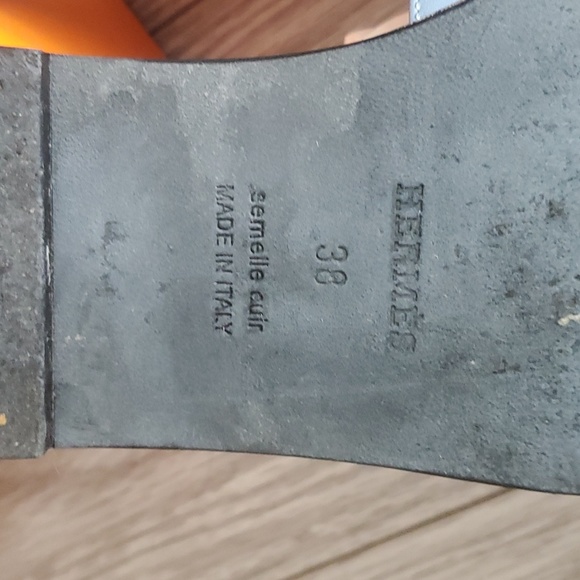 HERMÈS
38
semelle cuir
MADE IN ITALY